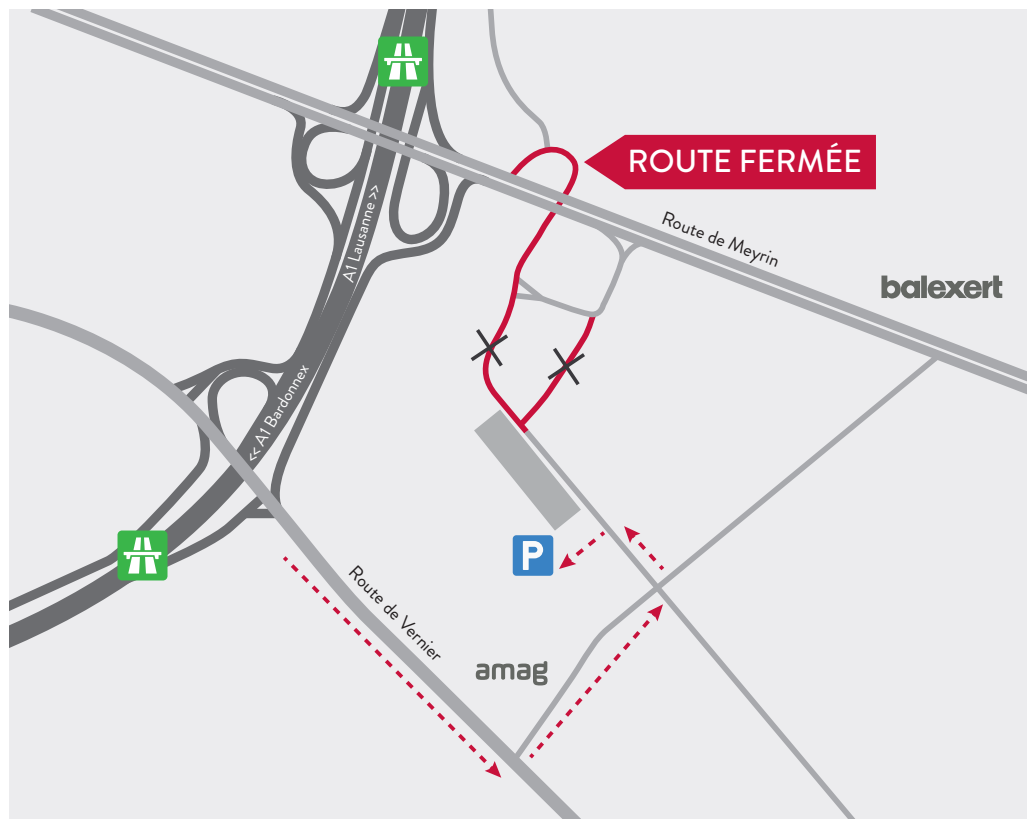 ROUTE FERMÉE
A1 Lausanne >>
Route de Meyrin
balexert
<< A1 Bardonnex
P
Route de Vernier
amag